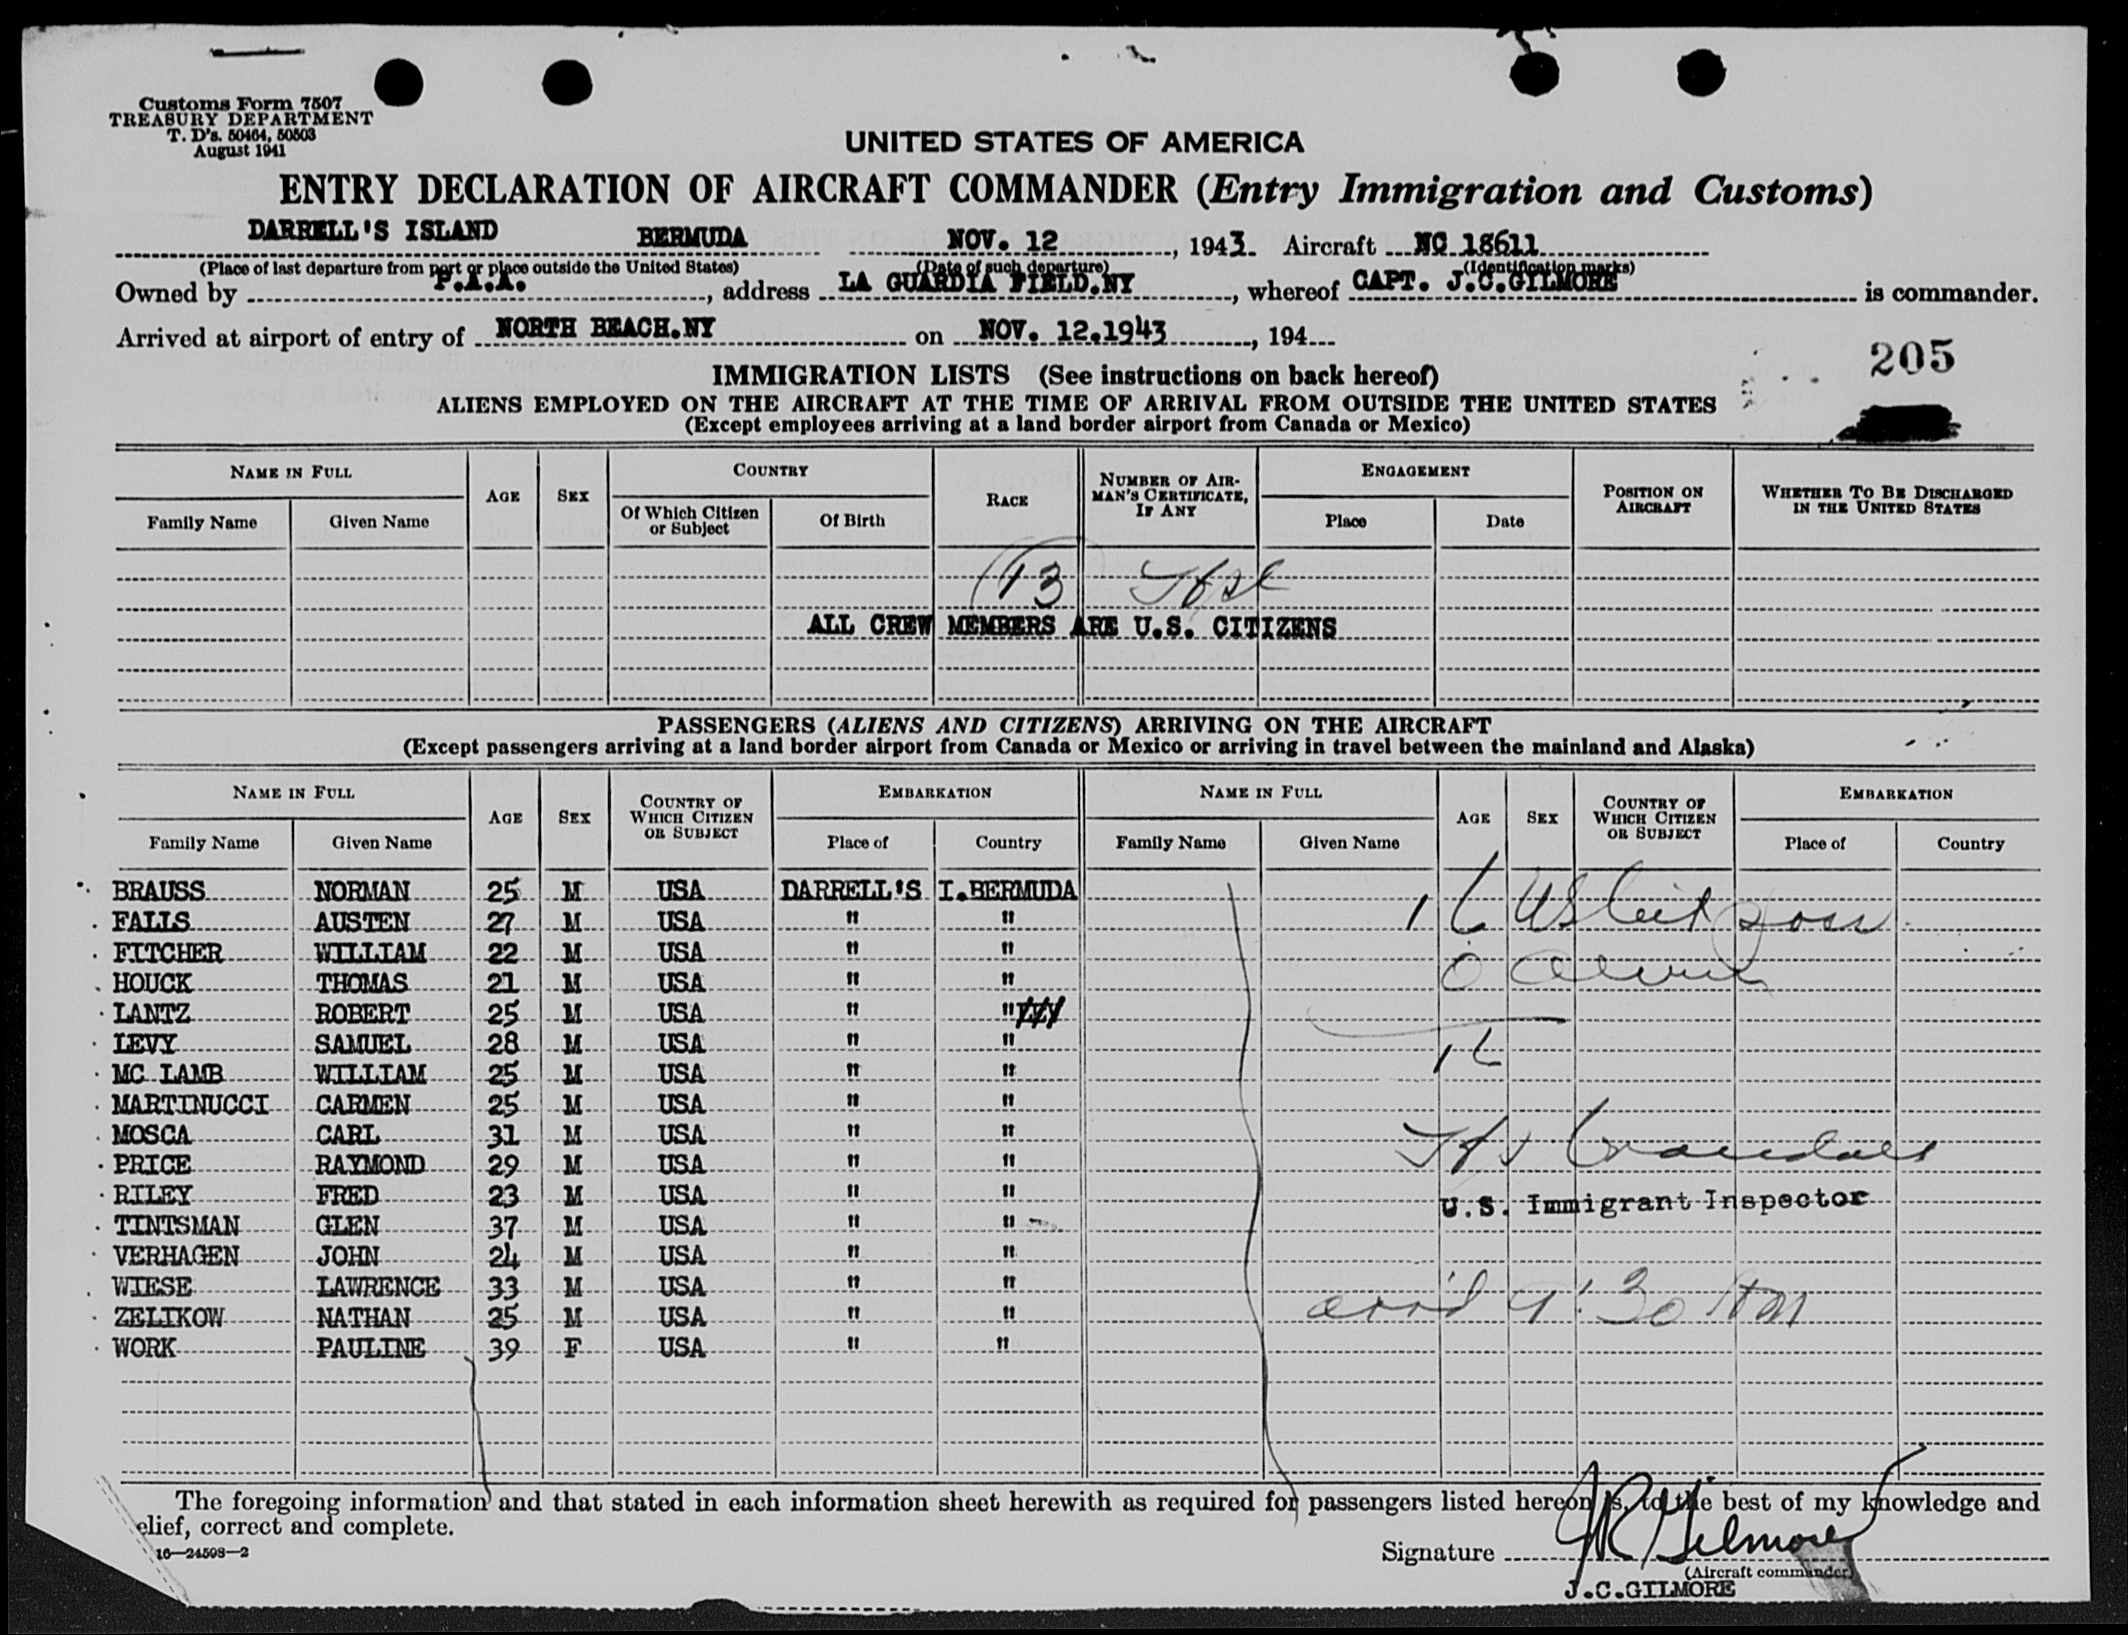 Customs Form 7507
TREASURY DEPARTMENT
T. D's. 50464, 50503
August 1941
UNITED STATES OF AMERICA
ENTRY DECLARATION OF AIRCRAFT COMMANDER (Entry Immigration and Customs)
DARRELL'S ISLAND BERMUDA NOV. 12, 1943. Aircraft NC 18611
(Place of last departure from port or place outside the United States) (Date of such departure) (Identification marks)
Owned by P.A.A., address LA GUARDIA FIELD.NY, whereof CAPT. J.C.GILMORE is commander.
Arrived at airport of entry of NORTH BEACH.NY on NOV. 12.1943, 194
205
IMMIGRATION LISTS (See instructions on back hereof)
ALIENS EMPLOYED ON THE AIRCRAFT AT THE TIME OF ARRIVAL FROM OUTSIDE THE UNITED STATES
(Except employees arriving at a land border airport from Canada or Mexico)
NAME IN FULL AGE SEX COUNTRY RACE NUMBER OF AIRMAN'S CERTIFICATE, IF ANY ENGAGEMENT POSITION ON AIRCRAFT WHETHER TO BE DISCHARGED IN THE UNITED STATES
Family Name Given Name Of Which Citizen or Subject Of Birth Place Date
13
ALL CREW MEMBERS ARE U.S. CITIZENS
PASSENGERS (ALIENS AND CITIZENS) ARRIVING ON THE AIRCRAFT
(Except passengers arriving at a land border airport from Canada or Mexico or arriving in travel between the mainland and Alaska)
NAME IN FULL AGE SEX COUNTRY OF WHICH CITIZEN OR SUBJECT EMBARKATION NAME IN FULL AGE SEX COUNTRY OF WHICH CITIZEN OR SUBJECT EMBARKATION
Family Name Given Name Place of Country Family Name Given Name Place of Country
BRAUSS NORMAN 25 M USA DARRELL'S I.BERMUDA
FALLS AUSTEN 27 M USA " " 16 US Cit
FITCHER WILLIAM 22 M USA " "
HOUCK THOMAS 21 M USA " " 0
LANTZ ROBERT 25 M USA " "
LEVY SAMUEL 28 M USA " " 16
MC LAMB WILLIAM 25 M USA " "
MARTINUCCI CARMEN 25 M USA " "
MOSCA CARL 31 M USA " "
PRICE RAYMOND 29 M USA " "
RILEY FRED 23 M USA " " U.S. Immigrant Inspector
TINTSMAN GLEN 37 M USA " "
VERHAGEN JOHN 24 M USA " "
WIESE LAWRENCE 33 M USA " "
ZELIKOW NATHAN 25 M USA " " arr'd 9:30 AM
WORK PAULINE 39 F USA " "
The foregoing information and that stated in each information sheet herewith as required for passengers listed hereon is, to the best of my knowledge and
elief, correct and complete.
16—24508—2
Signature J C Gilmore
(Aircraft commander)
J.C.GILMORE